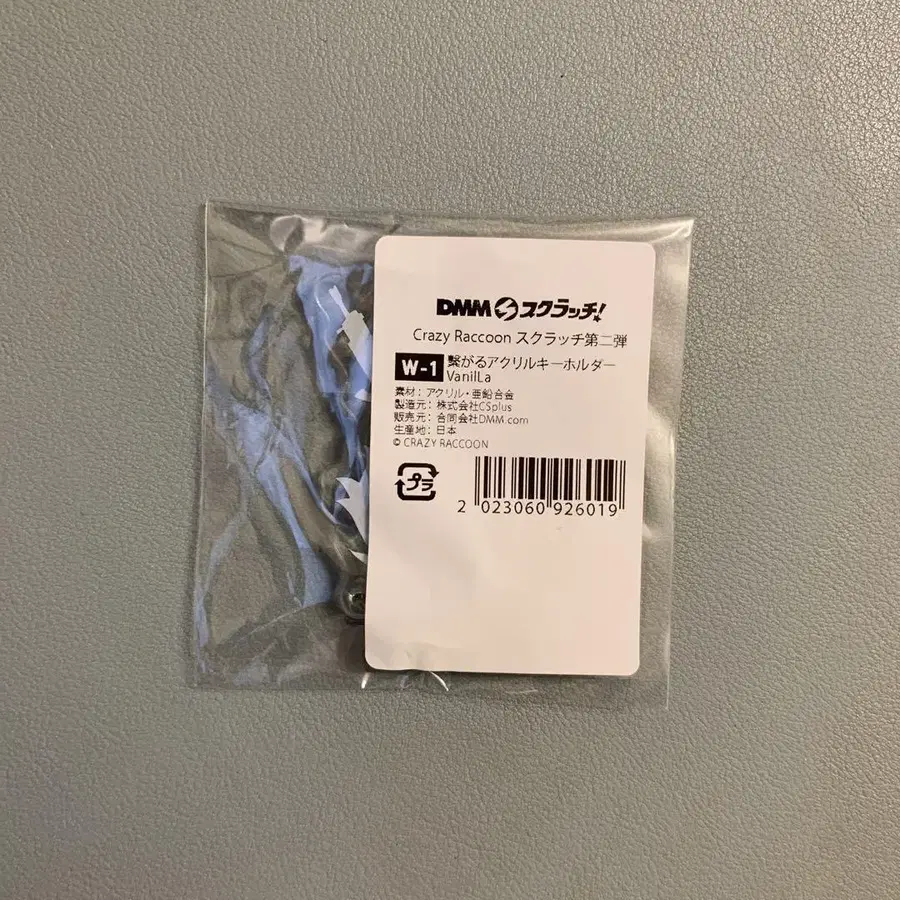 DMM スクラッチ!
Crazy Raccoon スクラッチ第二弾
W-1 繋がるアクリルキーホルダー
VanilLa
素材：アクリル・亜鉛合金
製造元：株式会社CSplus
販売元：合同会社DMM.com
生産地：日本
© CRAZY RACCOON
プラ
2 023060 926019